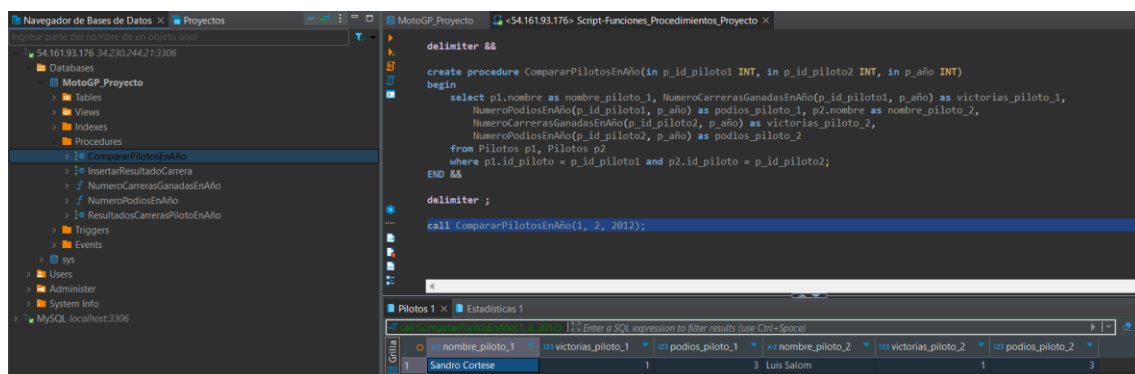 Navegador de Bases de Datos × Proyectos
Ingrese parte del nombre de un objeto aquí
54.161.93.176 34.230.244.21:3306
Databases
MotoGP_Proyecto
Tables
Views
Indexes
Procedures
CompararPilotosEnAño
InsertarResultadoCarrera
NumeroCarrerasGanadasEnAño
NumeroPodiosEnAño
ResultadosCarrerasPilotoEnAño
Triggers
Events
sys
Users
Administer
System Info
MySQL localhost:3306
MotoGP_Proyecto <54.161.93.176> Script-Funciones_Procedimientos_Proyecto ×
delimiter &&
create procedure CompararPilotosEnAño(in p_id_piloto1 INT, in p_id_piloto2 INT, in p_año INT)
begin
select p1.nombre as nombre_piloto_1, NumeroCarrerasGanadasEnAño(p_id_piloto1, p_año) as victorias_piloto_1,
NumeroPodiosEnAño(p_id_piloto1, p_año) as podios_piloto_1, p2.nombre as nombre_piloto_2,
NumeroCarrerasGanadasEnAño(p_id_piloto2, p_año) as victorias_piloto_2,
NumeroPodiosEnAño(p_id_piloto2, p_año) as podios_piloto_2
from Pilotos p1, Pilotos p2
where p1.id_piloto = p_id_piloto1 and p2.id_piloto = p_id_piloto2;
END &&
delimiter ;
call CompararPilotosEnAño(1, 2, 2012);
Pilotos 1 × Estadísticas 1
call CompararPilotosEnAño(1, 2, 2012) Enter a SQL expression to filter results (use Ctrl+Space)
Grilla
nombre_piloto_1 victorias_piloto_1 podios_piloto_1 nombre_piloto_2 victorias_piloto_2 podios_piloto_2
1 Sandro Cortese 1 3 Luis Salom 1 3